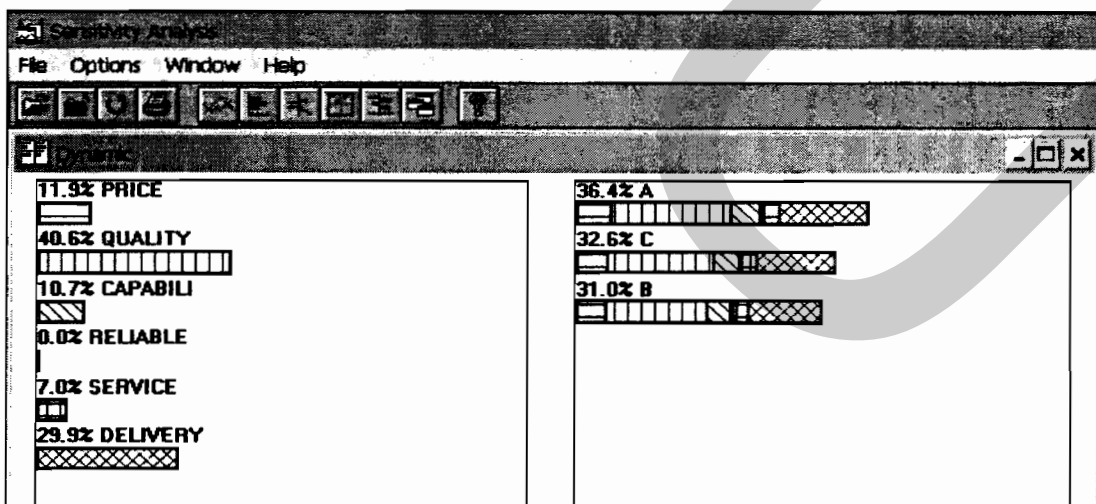 Sensitivity Analysis
File Options Window Help
Dynamic
11.9% PRICE
40.6% QUALITY
10.7% CAPABILI
0.0% RELIABLE
7.0% SERVICE
29.9% DELIVERY
36.4% A
32.6% C
31.0% B